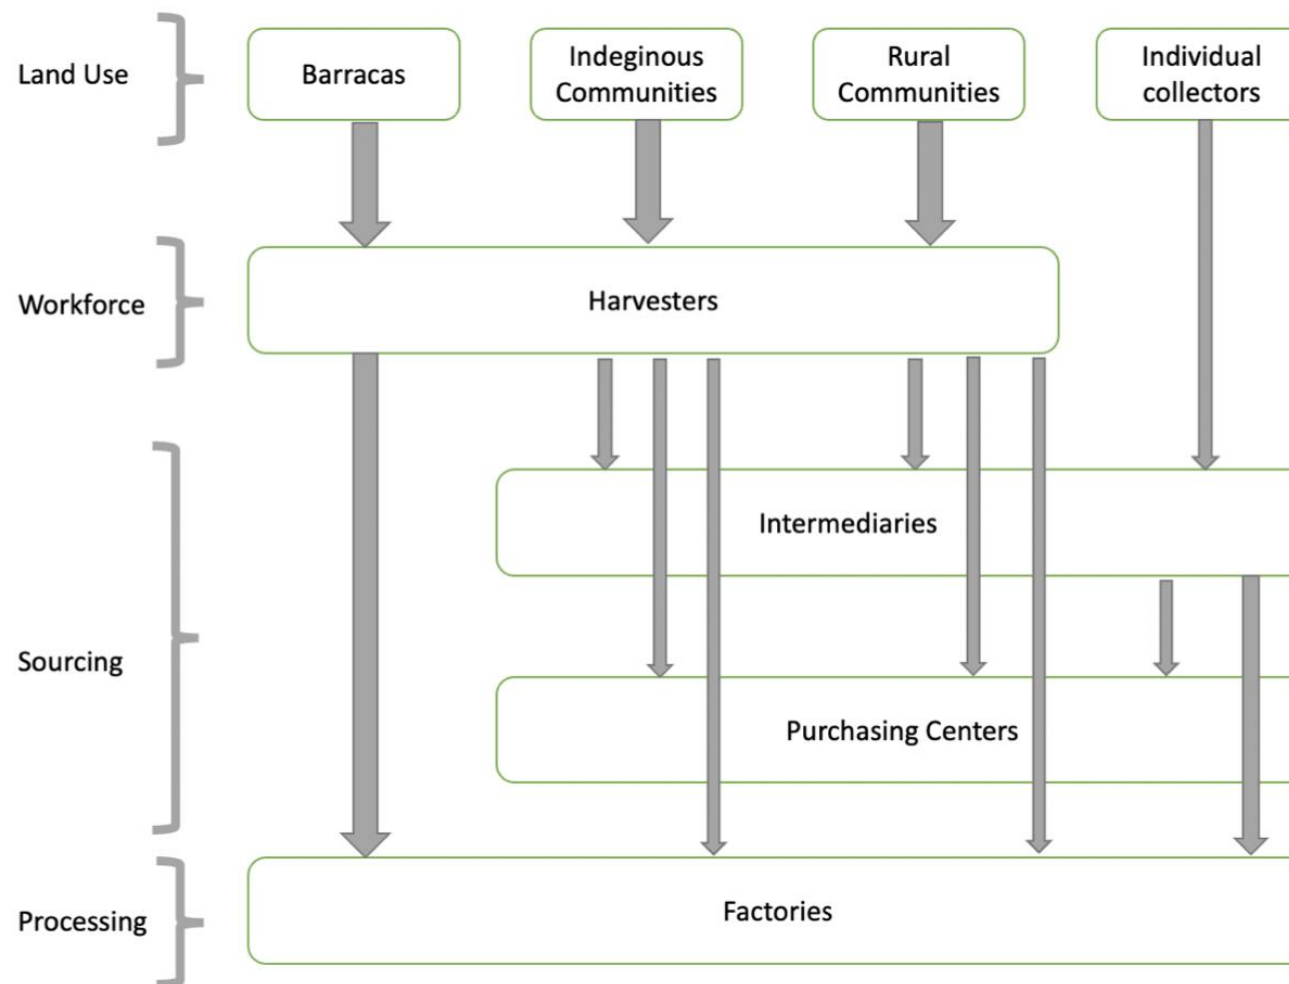 Land Use
Barracas
Indeginous
Communities
Rural
Communities
Individual
collectors
Workforce
Harvesters
Intermediaries
Sourcing
Purchasing Centers
Processing
Factories